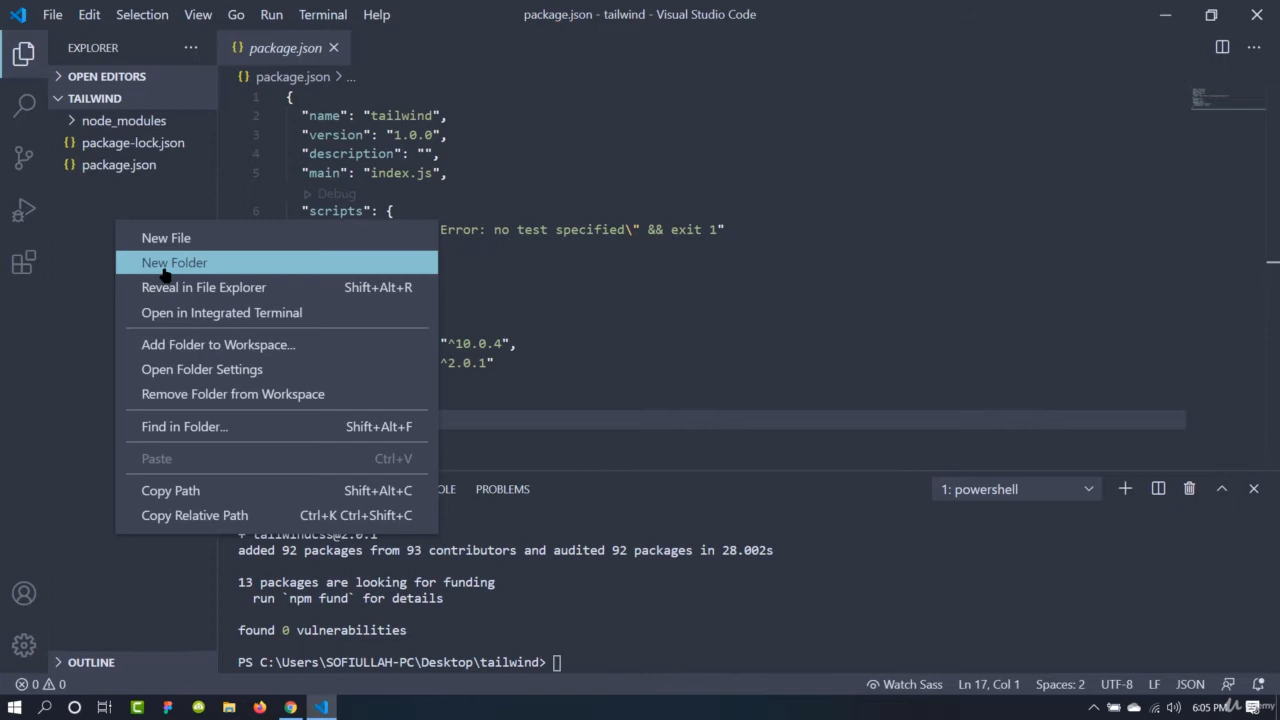 File Edit Selection View Go Run Terminal Help package.json - tailwind - Visual Studio Code
EXPLORER
package.json
OPEN EDITORS
TAILWIND
node_modules
package-lock.json
package.json
{} package.json > ...
1 {
2 "name": "tailwind",
3 "version": "1.0.0",
4 "description": "",
5 "main": "index.js",
Debug
6 "scripts": {
Error: no test specified\" && exit 1"
"^10.0.4",
^2.0.1"
New File
New Folder
Reveal in File Explorer Shift+Alt+R
Open in Integrated Terminal
Add Folder to Workspace...
Open Folder Settings
Remove Folder from Workspace
Find in Folder... Shift+Alt+F
Paste Ctrl+V
Copy Path Shift+Alt+C
Copy Relative Path Ctrl+K Ctrl+Shift+C
OLE PROBLEMS 1: powershell
+ tailwindcss@2.0.1
added 92 packages from 93 contributors and audited 92 packages in 28.002s
13 packages are looking for funding
run `npm fund` for details
found 0 vulnerabilities
PS C:\Users\SOFIULLAH-PC\Desktop\tailwind>
OUTLINE
0 0 Watch Sass Ln 17, Col 1 Spaces: 2 UTF-8 LF JSON
6:05 PM